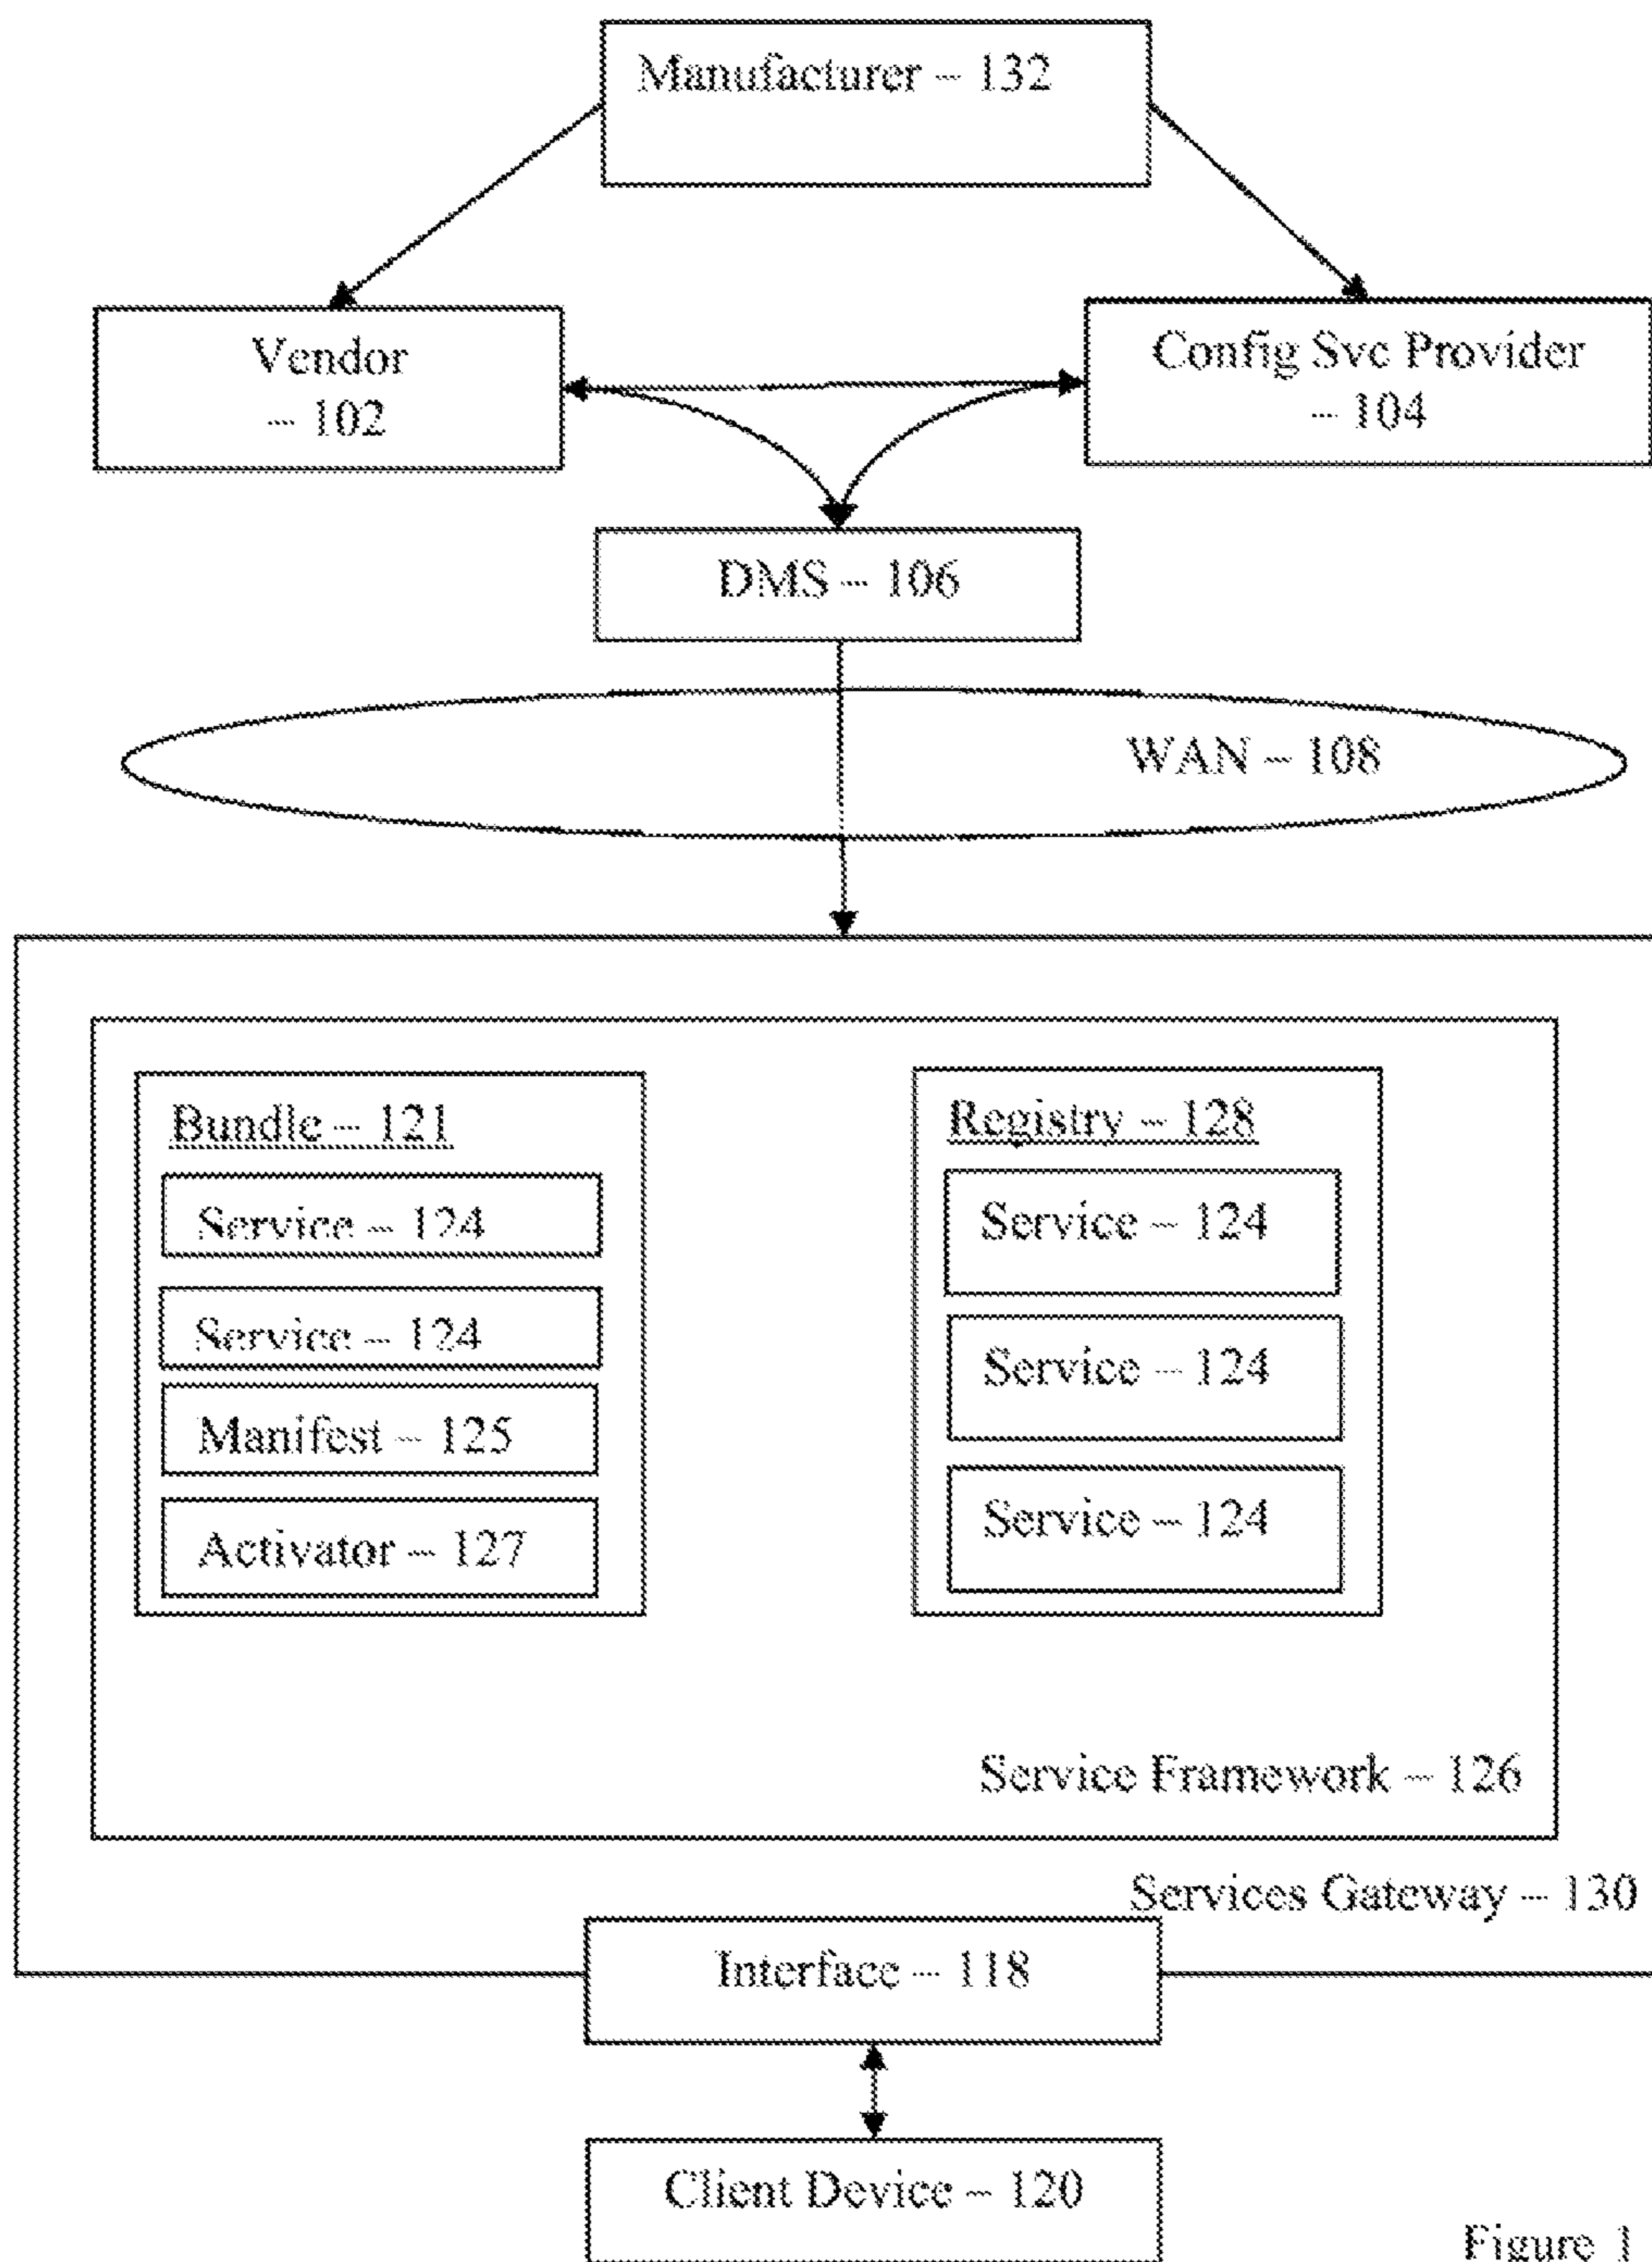 Manufacturer – 132
Vendor
– 102
Config Svc Provider
– 104
DMS – 106
WAN – 108
Bundle – 121
Service – 124
Service – 124
Manifest – 125
Activator – 127
Registry – 128
Service – 124
Service – 124
Service – 124
Service Framework – 126
Services Gateway – 130
Interface – 118
Client Device – 120
Figure 1